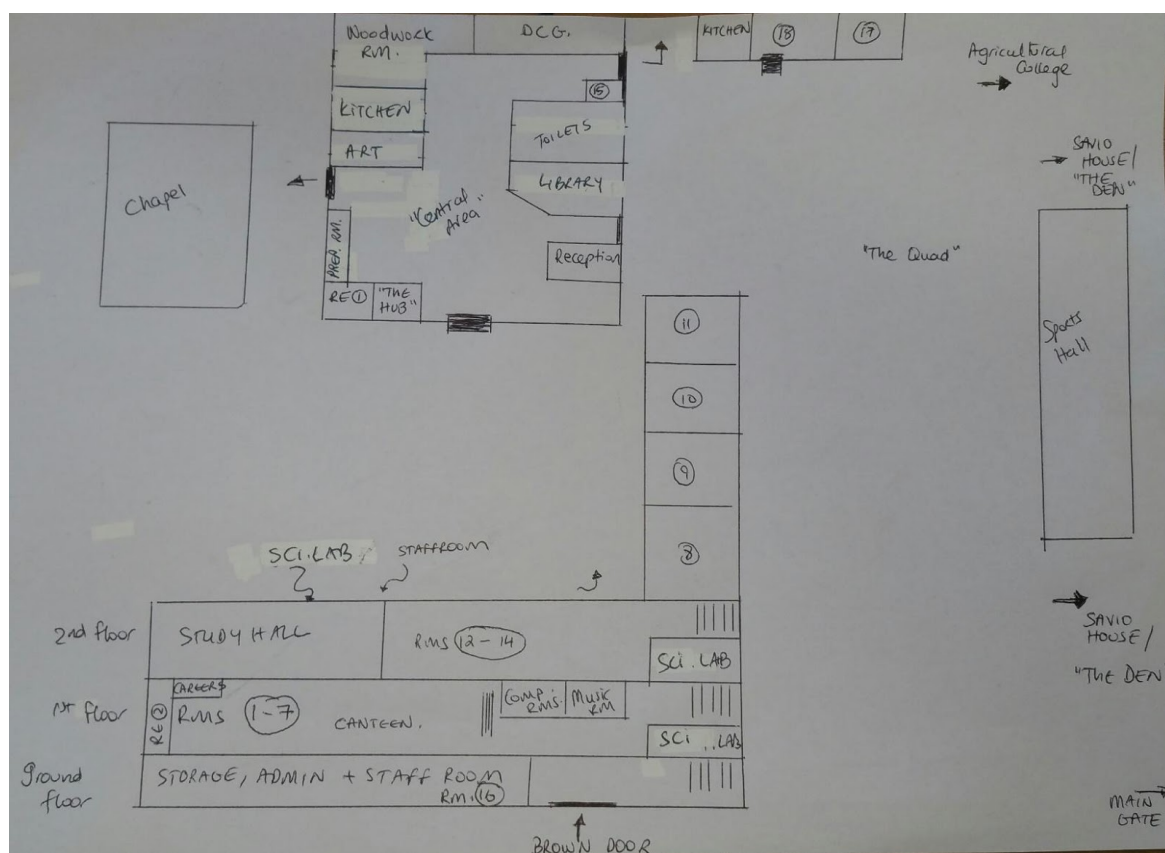 Woodwock
RM.
D.C.G.
KITCHEN
18
17
Agricultural
College
KITCHEN
15
TOILETS
ART
LIBRARY
SAVIO
HOUSE/
"THE
DEN"
Chapel
"Central
Area"
PREP. RM.
Reception
"The Quad"
RE 1
"THE
HUB"
11
Sports
Hall
10
9
SCI. LAB
STAFFROOM
8
2nd floor
STUDY HALL
RMS 12-14
SCI. LAB
SAVIO
HOUSE/
"THE DEN
1st floor
CAREERS
RE 2
RMS 1-7
CANTEEN.
COMP.
RMS.
MUSIC
RM
SCI. LAB
Ground
floor
STORAGE, ADMIN + STAFF ROOM
RM. 16
MAIN
GATE
BROWN DOOR